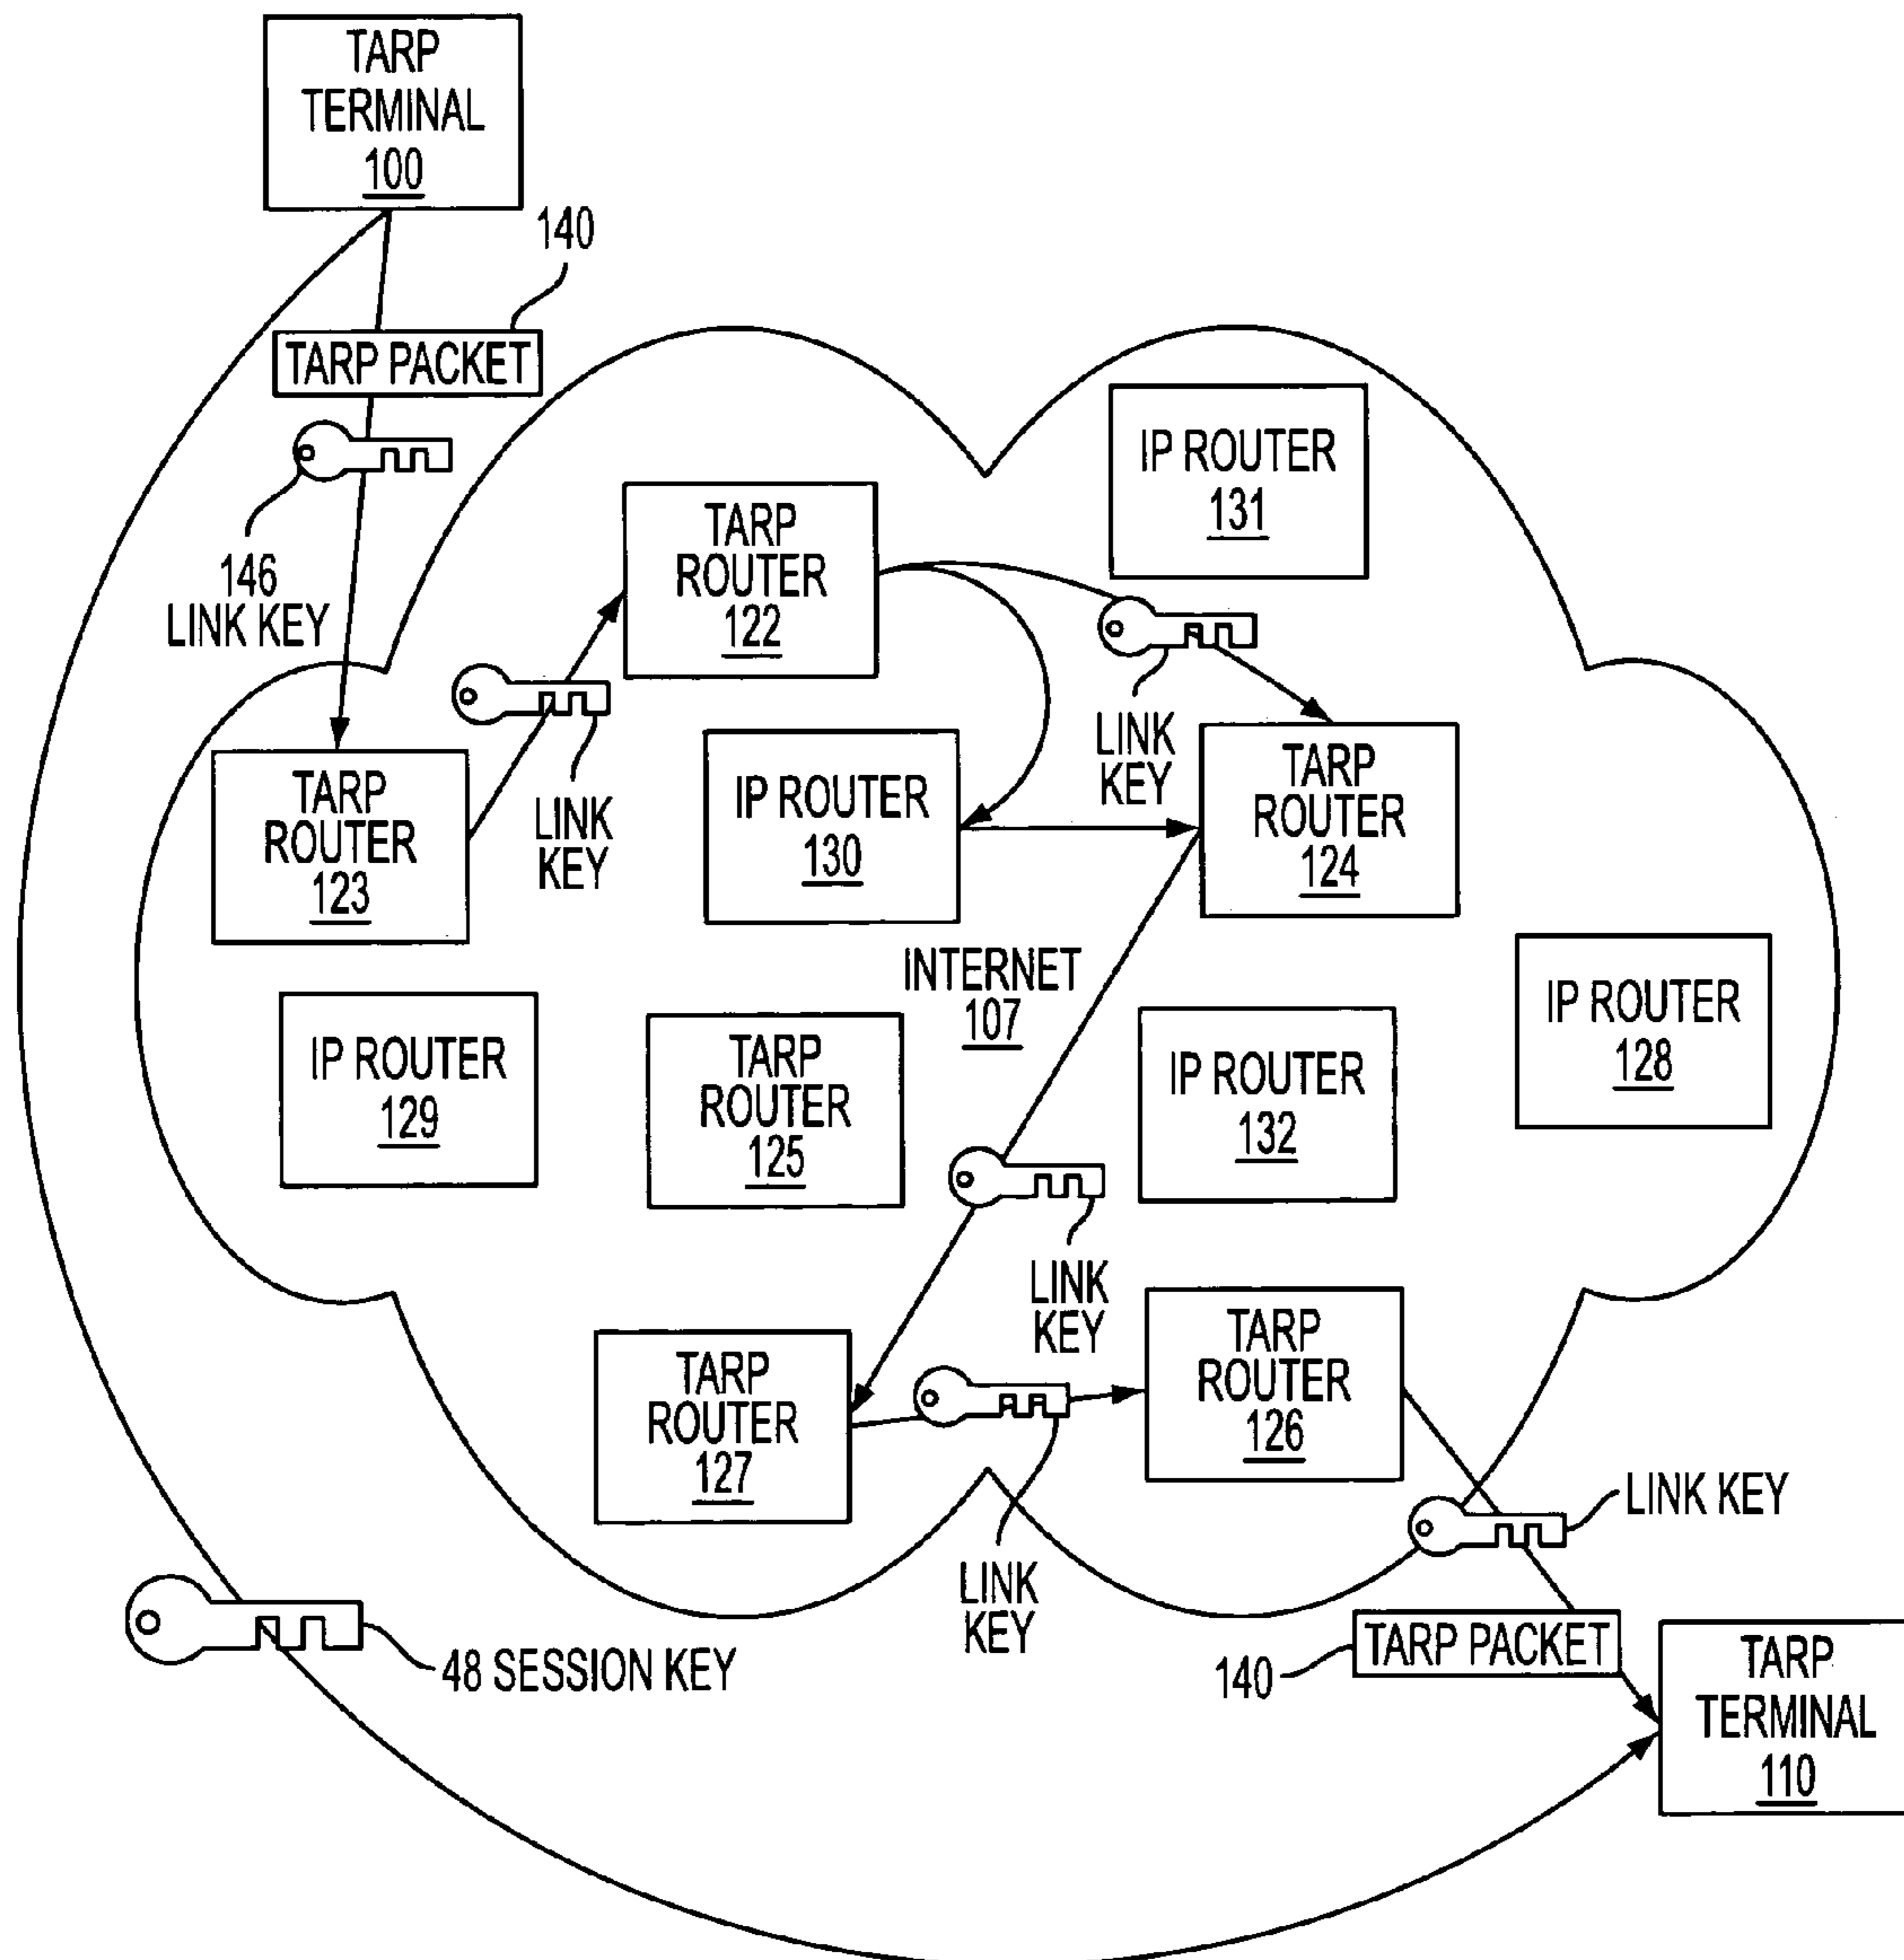 TARP
TERMINAL
100
140
TARP PACKET
146
LINK KEY
IP ROUTER
131
TARP
ROUTER
122
LINK
KEY
LINK
KEY
TARP
ROUTER
123
IP ROUTER
130
TARP
ROUTER
124
INTERNET
107
IP ROUTER
128
IP ROUTER
129
TARP
ROUTER
125
IP ROUTER
132
LINK
KEY
TARP
ROUTER
127
TARP
ROUTER
126
LINK
KEY
LINK KEY
48 SESSION KEY
140
TARP PACKET
TARP
TERMINAL
110